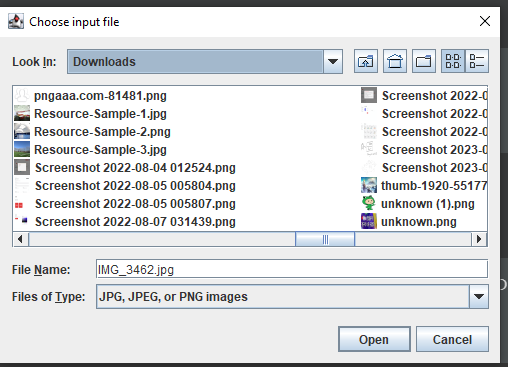 Choose input file
Look In: Downloads
pngaaa.com-81481.png
Resource-Sample-1.jpg
Resource-Sample-2.png
Resource-Sample-3.jpg
Screenshot 2022-08-04 012524.png
Screenshot 2022-08-05 005804.png
Screenshot 2022-08-05 005807.png
Screenshot 2022-08-07 031439.png
Screenshot 2022-0
Screenshot 2022-0
Screenshot 2022-0
Screenshot 2023-0
Screenshot 2023-0
thumb-1920-55177
unknown (1).png
unknown.png
File Name: IMG_3462.jpg
Files of Type: JPG, JPEG, or PNG images
Open Cancel